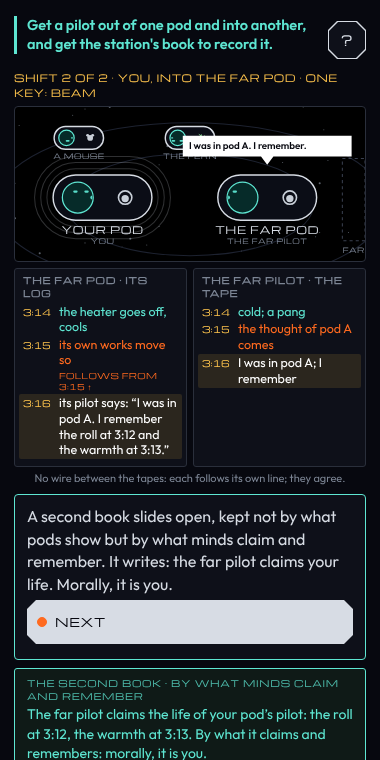 Get a pilot out of one pod and into another,
and get the station's book to record it.
?
SHIFT 2 OF 2 · YOU, INTO THE FAR POD · ONE
KEY: BEAM
A MOUSE
I was in pod A. I remember.
YOUR POD
YOU
THE FAR POD
THE FAR PILOT
FAR
THE FAR POD · ITS
LOG
3:14 the heater goes off,
cools
3:15 its own works move
so
FOLLOWS FROM
3:15 ↑
3:16 its pilot says: “I was in
pod A. I remember
the roll at 3:12 and
the warmth at 3:13.”
THE FAR PILOT · THE
TAPE
3:14 cold; a pang
3:15 the thought of pod A
comes
3:16 I was in pod A; I
remember
No wire between the tapes: each follows its own line; they agree.
A second book slides open, kept not by what
pods show but by what minds claim and
remember. It writes: the far pilot claims your
life. Morally, it is you.
NEXT
THE SECOND BOOK · BY WHAT MINDS CLAIM
AND REMEMBER
The far pilot claims the life of your pod's pilot: the roll
at 3:12, the warmth at 3:13. By what it claims and
remembers: morally, it is you.